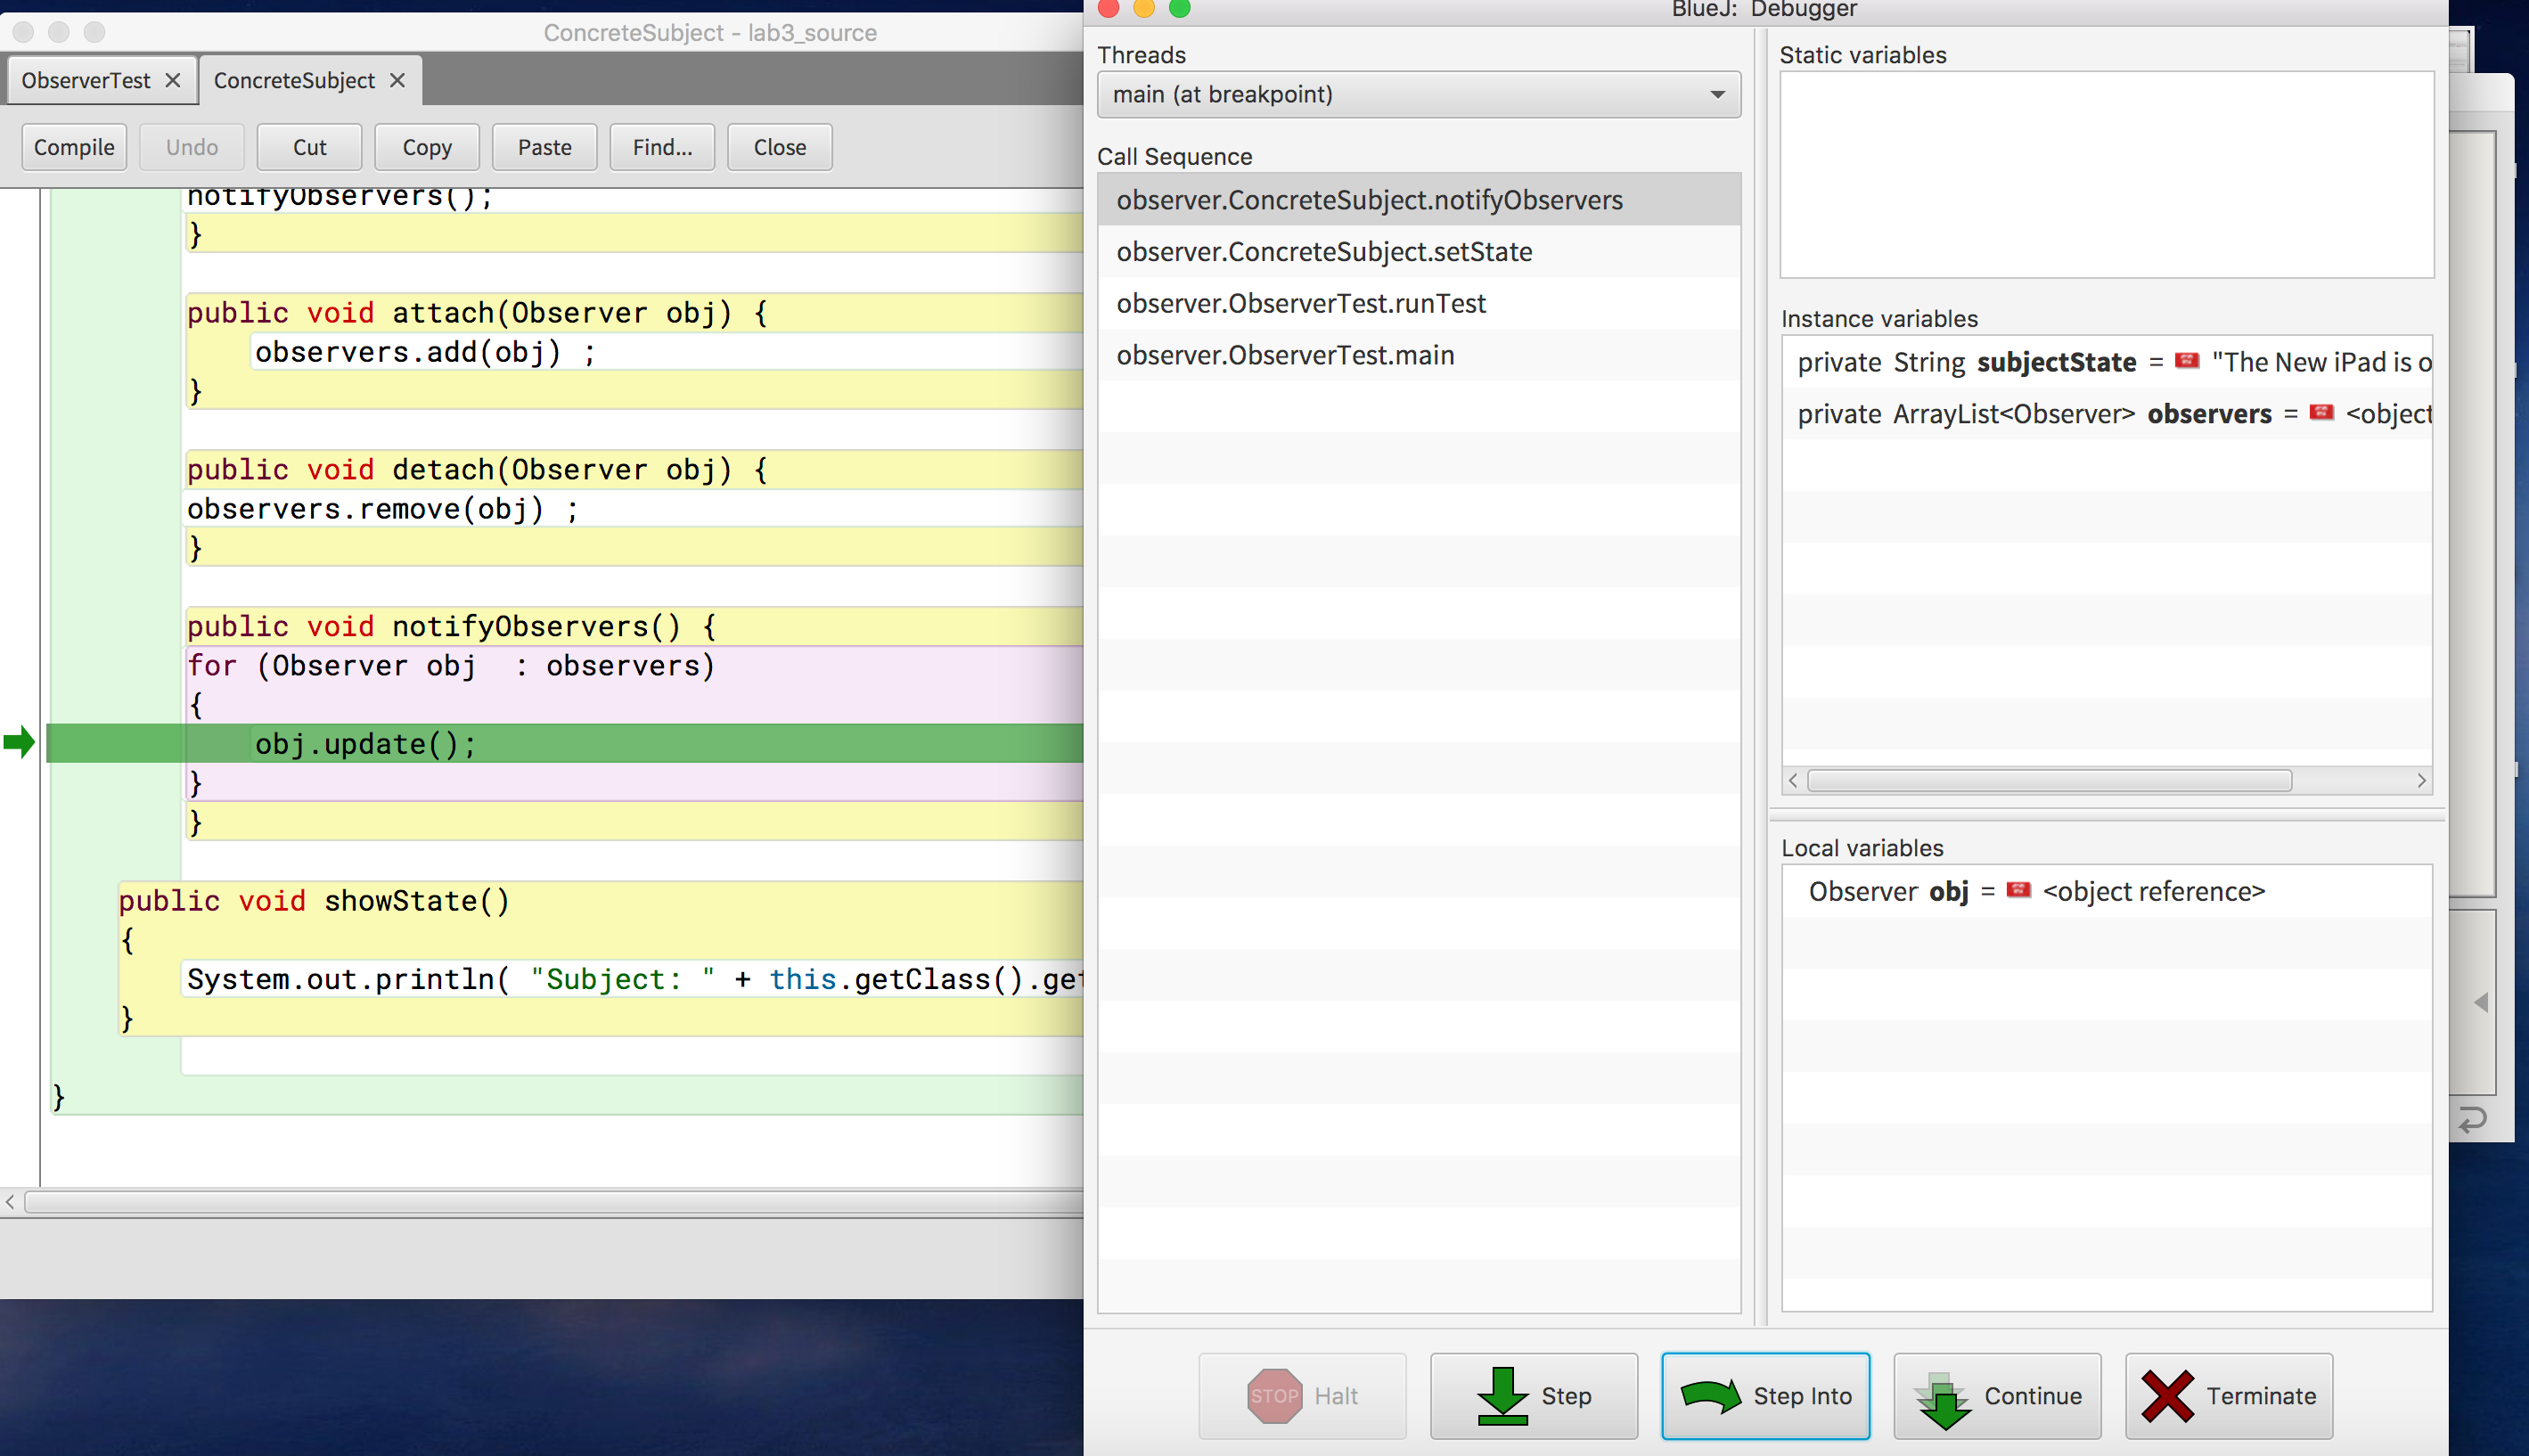 ConcreteSubject - lab3_source
ObserverTest
ConcreteSubject
Compile
Undo
Cut
Copy
Paste
Find...
Close
notifyObservers();
}
public void attach(Observer obj) {
observers.add(obj) ;
}
public void detach(Observer obj) {
observers.remove(obj) ;
}
public void notifyObservers() {
for (Observer obj  : observers)
{
obj.update();
}
}
public void showState()
{
System.out.println( "Subject: " + this.getClass().get
}
}
BlueJ: Debugger
Threads
main (at breakpoint)
Call Sequence
observer.ConcreteSubject.notifyObservers
observer.ConcreteSubject.setState
observer.ObserverTest.runTest
observer.ObserverTest.main
Static variables
Instance variables
private String subjectState = "The New iPad is o
private ArrayList<Observer> observers = <object
Local variables
Observer obj = <object reference>
STOP Halt
Step
Step Into
Continue
Terminate